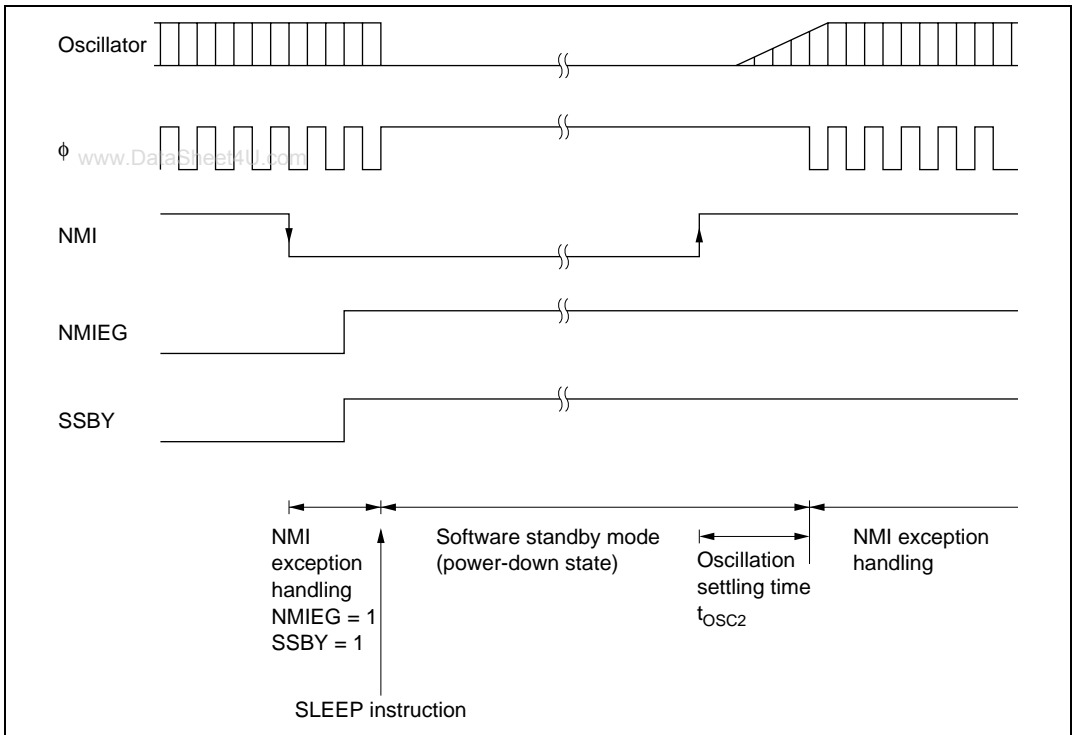 Oscillator
φ
www.DataSheet4U.com
NMI
NMIEG
SSBY
NMI
exception
handling
NMIEG = 1
SSBY = 1
Software standby mode
(power-down state)
Oscillation
settling time
tOSC2
NMI exception
handling
SLEEP instruction